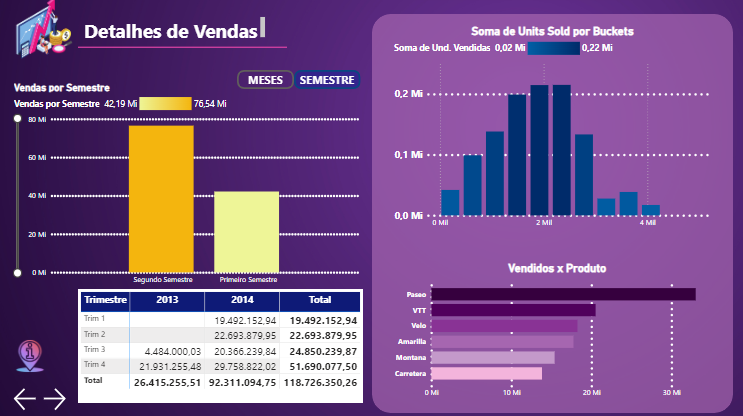 Detalhes de Vendas
MESES SEMESTRE
Vendas por Semestre
Vendas por Semestre 42,19 Mi 76,54 Mi
80 Mi
60 Mi
40 Mi
20 Mi
0 Mi
Segundo Semestre Primeiro Semestre
Trimestre 2013 2014 Total
Trim 1 19.492.152,94 19.492.152,94
Trim 2 22.693.879,95 22.693.879,95
Trim 3 4.484.000,03 20.366.239,84 24.850.239,87
Trim 4 21.931.255,48 29.758.822,02 51.690.077,50
Total 26.415.255,51 92.311.094,75 118.726.350,26
Soma de Units Sold por Buckets
Soma de Und. Vendidas 0,02 Mi 0,22 Mi
0,2 Mi
0,1 Mi
0,0 Mi
0 Mi 2 Mi 4 Mi
Vendidos x Produto
Paseo
VTT
Velo
Amarilla
Montana
Carretera
0 Mi 10 Mi 20 Mi 30 Mi